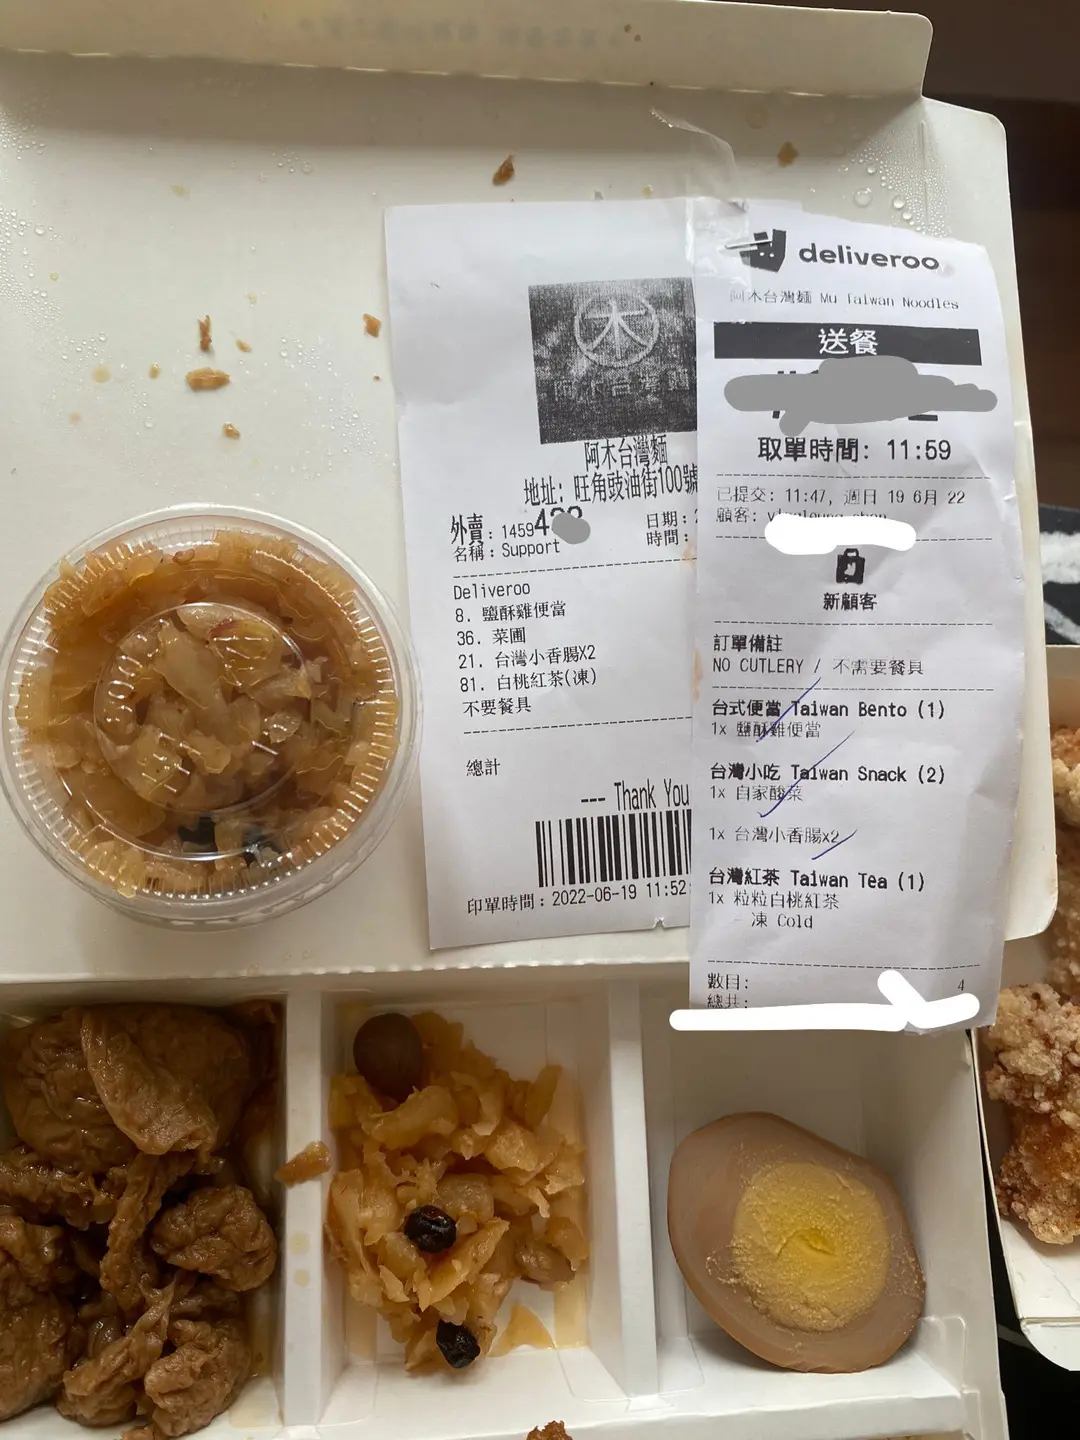 木
阿木台灣麵
阿木台灣麵
地址: 旺角豉油街100號
外賣: 1459
名稱: Support
日期:
時間:
Deliveroo
8. 鹽酥雞便當
36. 菜圃
21. 台灣小香腸X2
81. 白桃紅茶(凍)
不要餐具
總計
--- Thank You
印單時間: 2022-06-19 11:52
deliveroo
阿木台灣麵 Mu Taiwan Noodles
送餐
取單時間: 11:59
已提交: 11:47, 週日 19 6月 22
顧客:
新顧客
訂單備註
NO CUTLERY / 不需要餐具
台式便當 Taiwan Bento (1)
1x 鹽酥雞便當
台灣小吃 Taiwan Snack (2)
1x 自家酸菜
1x 台灣小香腸x2
台灣紅茶 Taiwan Tea (1)
1x 粒粒白桃紅茶
- 凍 Cold
數目: 4
總共: